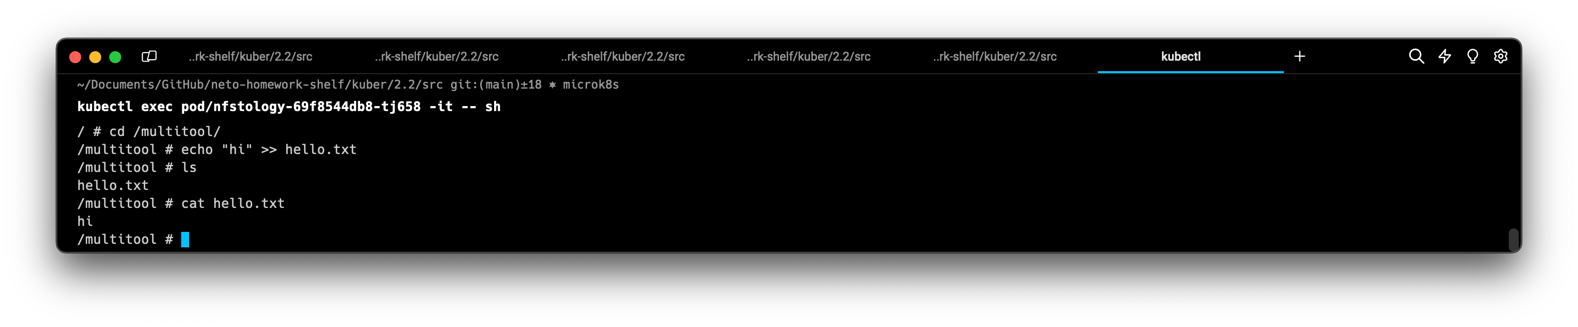 ..rk-shelf/kuber/2.2/src ..rk-shelf/kuber/2.2/src ..rk-shelf/kuber/2.2/src ..rk-shelf/kuber/2.2/src ..rk-shelf/kuber/2.2/src kubectl +
~/Documents/GitHub/neto-homework-shelf/kuber/2.2/src git:(main)±18 ⎈ microk8s
kubectl exec pod/nfstology-69f8544db8-tj658 -it -- sh
/ # cd /multitool/
/multitool # echo "hi" >> hello.txt
/multitool # ls
hello.txt
/multitool # cat hello.txt
hi
/multitool #